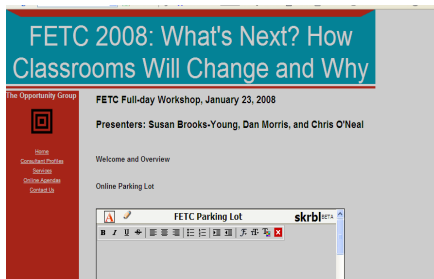 FETC 2008: What's Next? How
Classrooms Will Change and Why
The Opportunity Group
Home
Consultant Profiles
Services
Online Agendas
Contact Us
FETC Full-day Workshop, January 23, 2008
Presenters: Susan Brooks-Young, Dan Morris, and Chris O'Neal
Welcome and Overview
Online Parking Lot
FETC Parking Lot
skrbl BETA